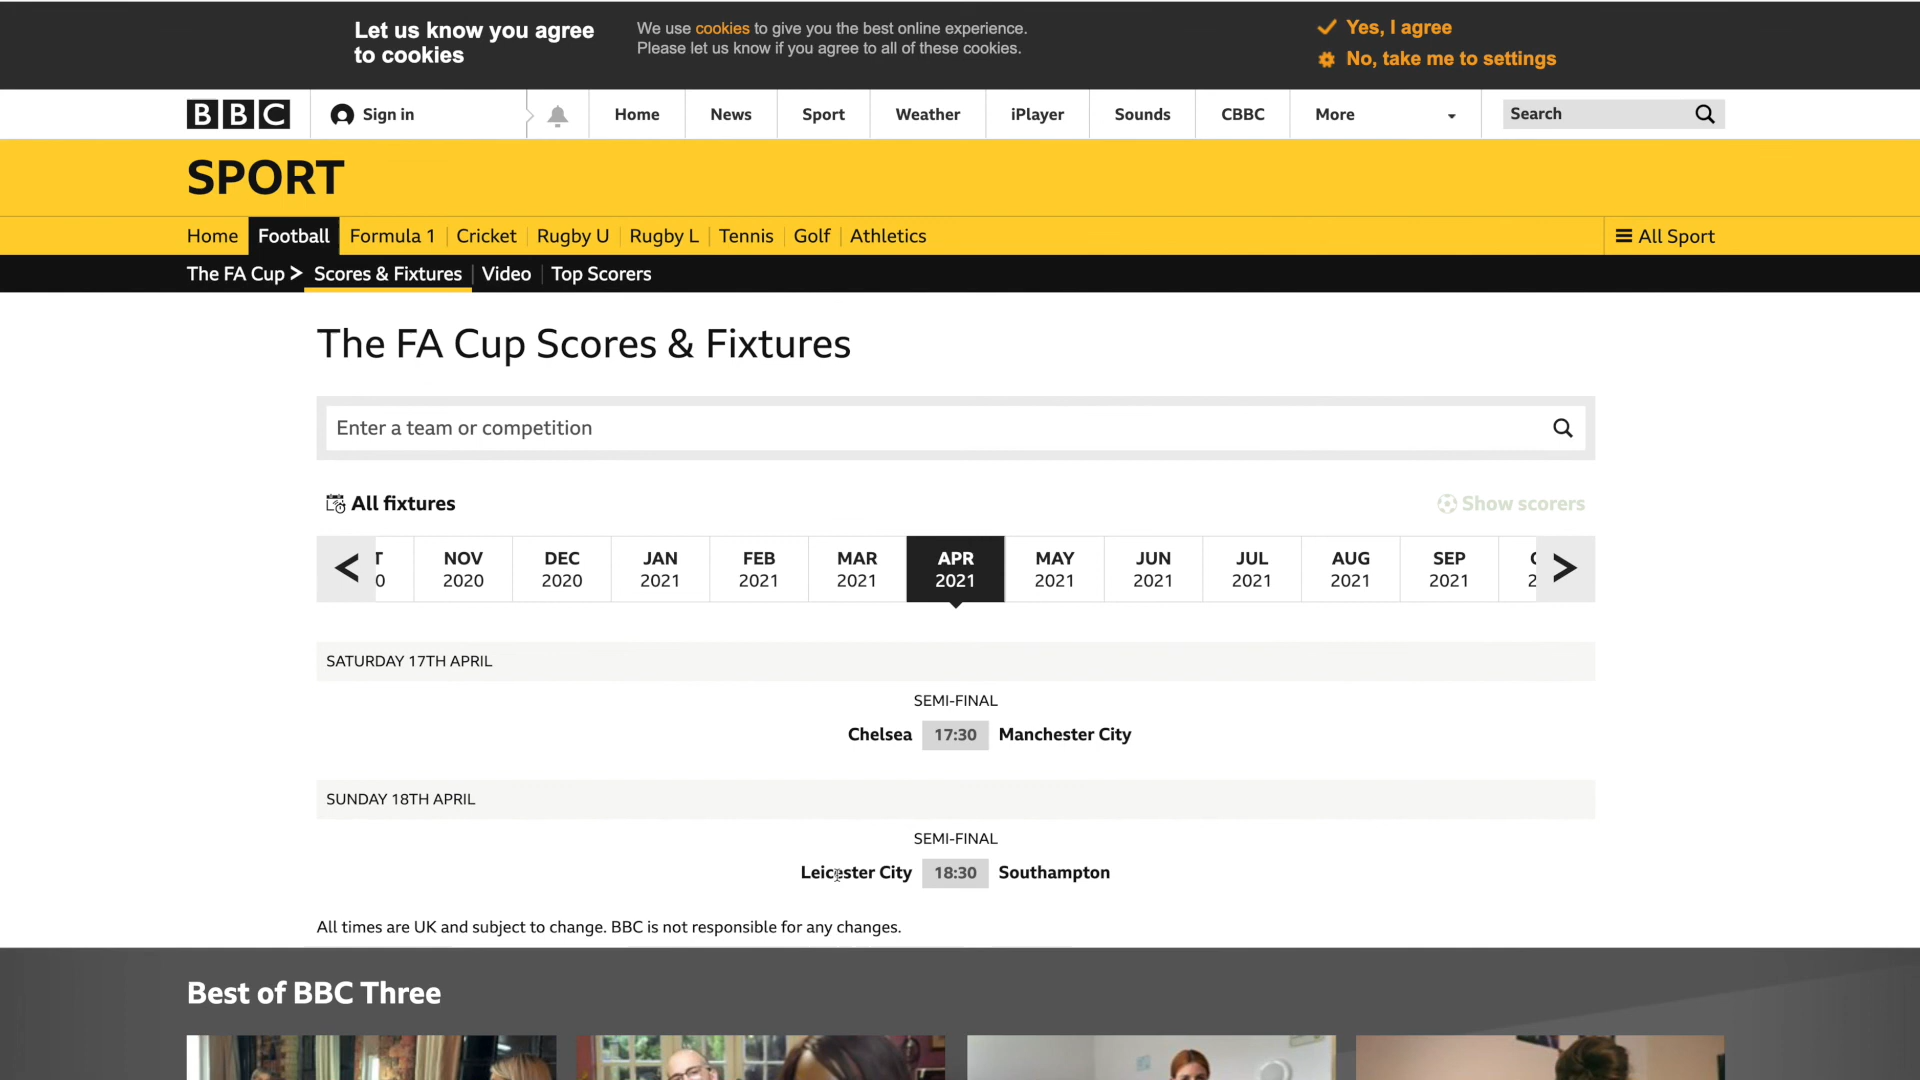 Let us know you agree
to cookies
We use cookies to give you the best online experience.
Please let us know if you agree to all of these cookies.
Yes, I agree
No, take me to settings
BBC
Sign in
Home
News
Sport
Weather
iPlayer
Sounds
CBBC
More
Search
SPORT
Home
Football
Formula 1
Cricket
Rugby U
Rugby L
Tennis
Golf
Athletics
All Sport
The FA Cup
Scores & Fixtures
Video
Top Scorers
The FA Cup Scores & Fixtures
Enter a team or competition
All fixtures
Show scorers
NOV
2020
DEC
2020
JAN
2021
FEB
2021
MAR
2021
APR
2021
MAY
2021
JUN
2021
JUL
2021
AUG
2021
SEP
2021
SATURDAY 17TH APRIL
SEMI-FINAL
Chelsea 17:30 Manchester City
SUNDAY 18TH APRIL
SEMI-FINAL
Leicester City 18:30 Southampton
All times are UK and subject to change. BBC is not responsible for any changes.
Best of BBC Three